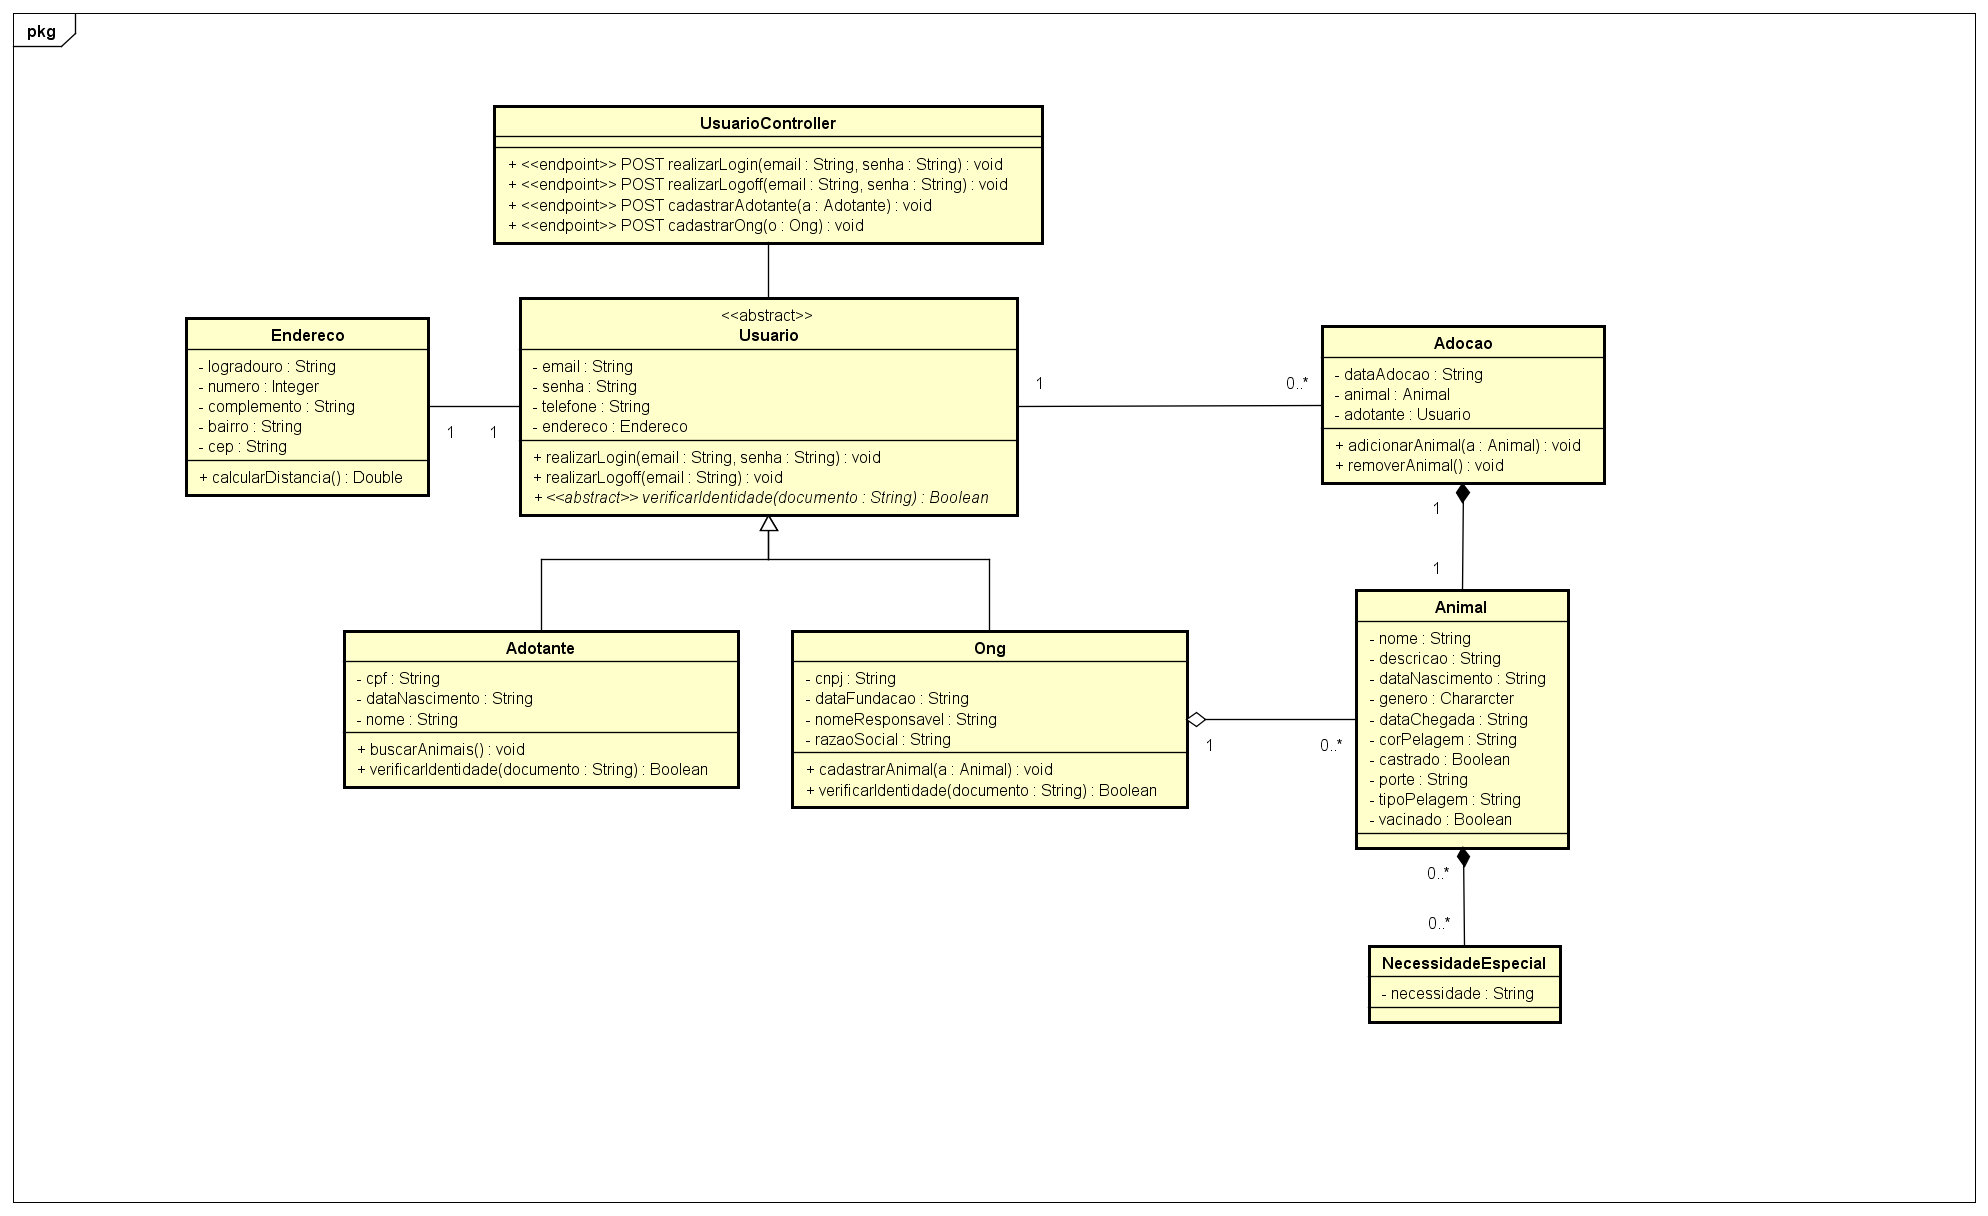 pkg
UsuarioController
+ <<endpoint>> POST realizarLogin(email : String, senha : String) : void
+ <<endpoint>> POST realizarLogoff(email : String, senha : String) : void
+ <<endpoint>> POST cadastrarAdotante(a : Adotante) : void
+ <<endpoint>> POST cadastrarOng(o : Ong) : void
Endereco
- logradouro : String
- numero : Integer
- complemento : String
- bairro : String
- cep : String
+ calcularDistancia() : Double
1
1
<<abstract>>
Usuario
- email : String
- senha : String
- telefone : String
- endereco : Endereco
+ realizarLogin(email : String, senha : String) : void
+ realizarLogoff(email : String) : void
+ <<abstract>> verificarIdentidade(documento : String) : Boolean
1
0..*
Adocao
- dataAdocao : String
- animal : Animal
- adotante : Usuario
+ adicionarAnimal(a : Animal) : void
+ removerAnimal() : void
1
1
Adotante
- cpf : String
- dataNascimento : String
- nome : String
+ buscarAnimais() : void
+ verificarIdentidade(documento : String) : Boolean
Ong
- cnpj : String
- dataFundacao : String
- nomeResponsavel : String
- razaoSocial : String
+ cadastrarAnimal(a : Animal) : void
+ verificarIdentidade(documento : String) : Boolean
1
0..*
Animal
- nome : String
- descricao : String
- dataNascimento : String
- genero : Chararcter
- dataChegada : String
- corPelagem : String
- castrado : Boolean
- porte : String
- tipoPelagem : String
- vacinado : Boolean
0..*
0..*
NecessidadeEspecial
- necessidade : String